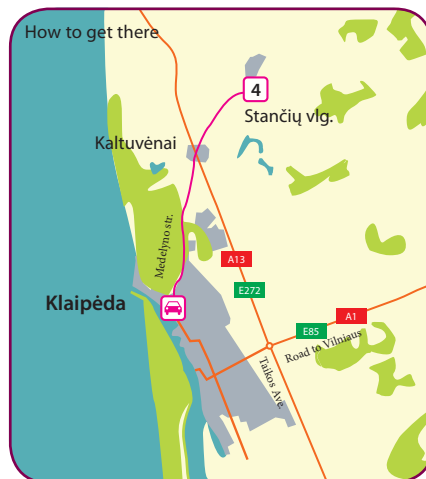 How to get there
4
Stančių vlg.
Kaltuvėnai
Medelyno str.
A13
E272
Klaipėda
A1
E85
Road to Vilniaus
Taikos Ave.